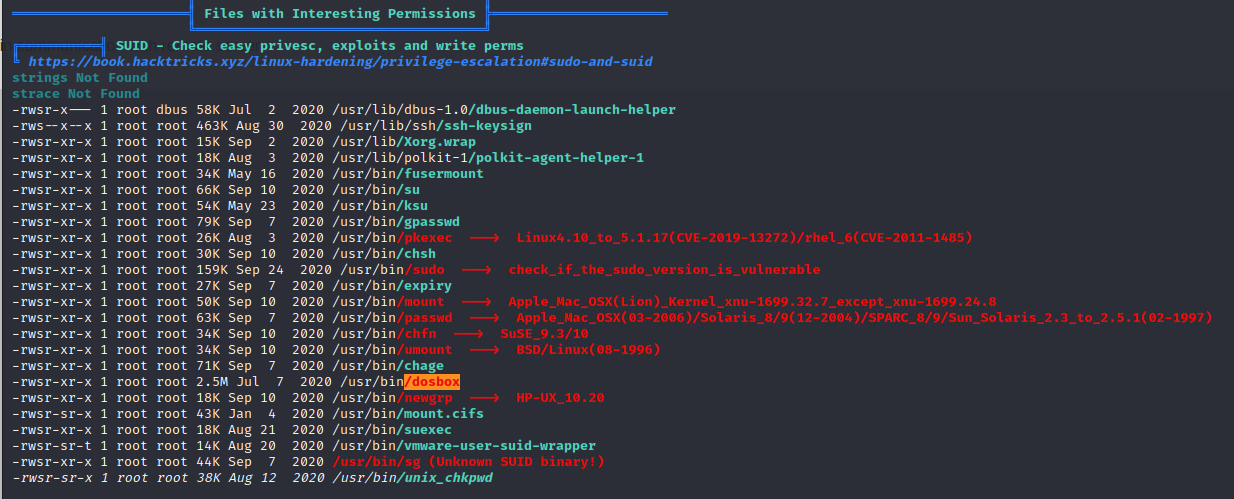 Files with Interesting Permissions
SUID - Check easy privesc, exploits and write perms
https://book.hacktricks.xyz/linux-hardening/privilege-escalation#sudo-and-suid
strings Not Found
strace Not Found
-rwsr-x--- 1 root dbus 58K Jul  2  2020 /usr/lib/dbus-1.0/dbus-daemon-launch-helper
-rws--x--x 1 root root 463K Aug 30  2020 /usr/lib/ssh/ssh-keysign
-rwsr-xr-x 1 root root 15K Sep  2  2020 /usr/lib/Xorg.wrap
-rwsr-xr-x 1 root root 18K Aug  3  2020 /usr/lib/polkit-1/polkit-agent-helper-1
-rwsr-xr-x 1 root root 34K May 16  2020 /usr/bin/fusermount
-rwsr-xr-x 1 root root 66K Sep 10  2020 /usr/bin/su
-rwsr-xr-x 1 root root 54K May 23  2020 /usr/bin/ksu
-rwsr-xr-x 1 root root 79K Sep  7  2020 /usr/bin/gpasswd
-rwsr-xr-x 1 root root 26K Aug  3  2020 /usr/bin/pkexec  --->  Linux4.10_to_5.1.17(CVE-2019-13272)/rhel_6(CVE-2011-1485)
-rwsr-xr-x 1 root root 30K Sep 10  2020 /usr/bin/chsh
-rwsr-xr-x 1 root root 159K Sep 24  2020 /usr/bin/sudo  --->  check_if_the_sudo_version_is_vulnerable
-rwsr-xr-x 1 root root 27K Sep  7  2020 /usr/bin/expiry
-rwsr-xr-x 1 root root 50K Sep 10  2020 /usr/bin/mount  --->  Apple_Mac_OSX(Lion)_Kernel_xnu-1699.32.7_except_xnu-1699.24.8
-rwsr-xr-x 1 root root 63K Sep  7  2020 /usr/bin/passwd  --->  Apple_Mac_OSX(03-2006)/Solaris_8/9(12-2004)/SPARC_8/9/Sun_Solaris_2.3_to_2.5.1(02-1997)
-rwsr-xr-x 1 root root 34K Sep 10  2020 /usr/bin/chfn  --->  SuSE_9.3/10
-rwsr-xr-x 1 root root 34K Sep 10  2020 /usr/bin/umount  --->  BSD/Linux(08-1996)
-rwsr-xr-x 1 root root 71K Sep  7  2020 /usr/bin/chage
-rwsr-xr-x 1 root root 2.5M Jul  7  2020 /usr/bin/dosbox
-rwsr-xr-x 1 root root 18K Sep 10  2020 /usr/bin/newgrp  --->  HP-UX_10.20
-rwsr-sr-x 1 root root 43K Jan  4  2020 /usr/bin/mount.cifs
-rwsr-xr-x 1 root root 18K Aug 21  2020 /usr/bin/suexec
-rwsr-sr-t 1 root root 14K Aug 20  2020 /usr/bin/vmware-user-suid-wrapper
-rwsr-xr-x 1 root root 44K Sep  7  2020 /usr/bin/sg (Unknown SUID binary!)
-rwsr-sr-x 1 root root 38K Aug 12  2020 /usr/bin/unix_chkpwd